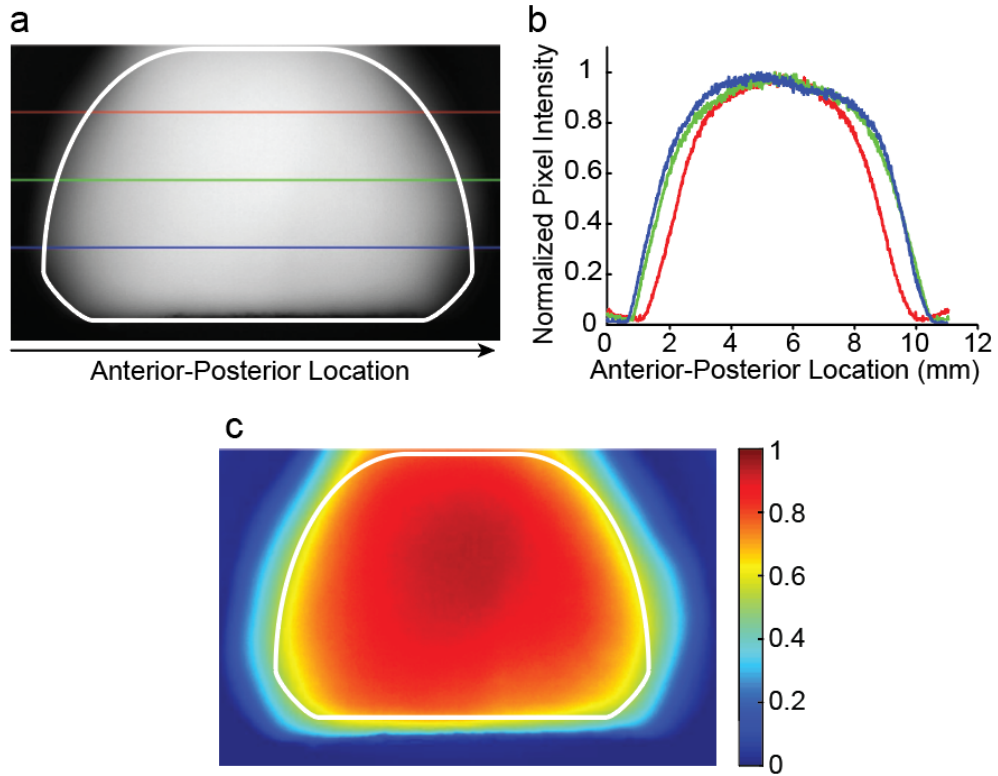 a
Anterior-Posterior Location
b
Normalized Pixel Intensity
1
0.8
0.6
0.4
0.2
0
0 2 4 6 8 10 12
Anterior-Posterior Location (mm)
c
1
0.8
0.6
0.4
0.2
0